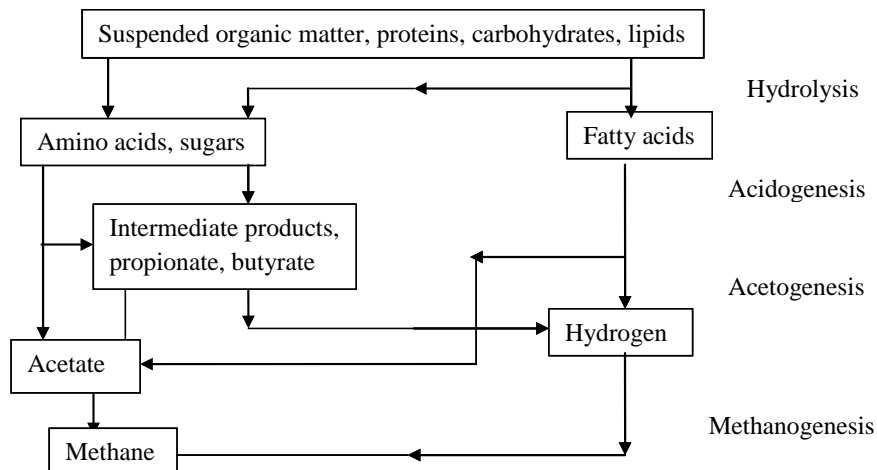 Suspended organic matter, proteins, carbohydrates, lipids
Hydrolysis
Amino acids, sugars
Fatty acids
Acidogenesis
Intermediate products,
propionate, butyrate
Acetogenesis
Hydrogen
Acetate
Methanogenesis
Methane